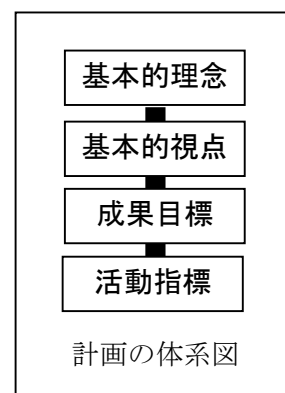 基本的理念
基本的視点
成果目標
活動指標
計画の体系図